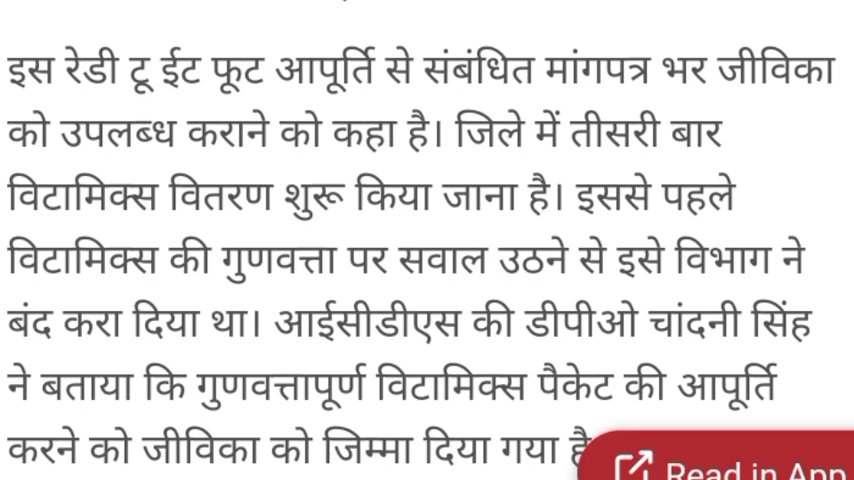 इस रेडी टू ईट फूट आपूर्ति से संबंधित मांगपत्र भर जीविका
को उपलब्ध कराने को कहा है। जिले में तीसरी बार
विटामिक्स वितरण शुरू किया जाना है। इससे पहले
विटामिक्स की गुणवत्ता पर सवाल उठने से इसे विभाग ने
बंद करा दिया था। आईसीडीएस की डीपीओ चांदनी सिंह
ने बताया कि गुणवत्तापूर्ण विटामिक्स पैकेट की आपूर्ति
करने को जीविका को जिम्मा दिया गया है
Read in App